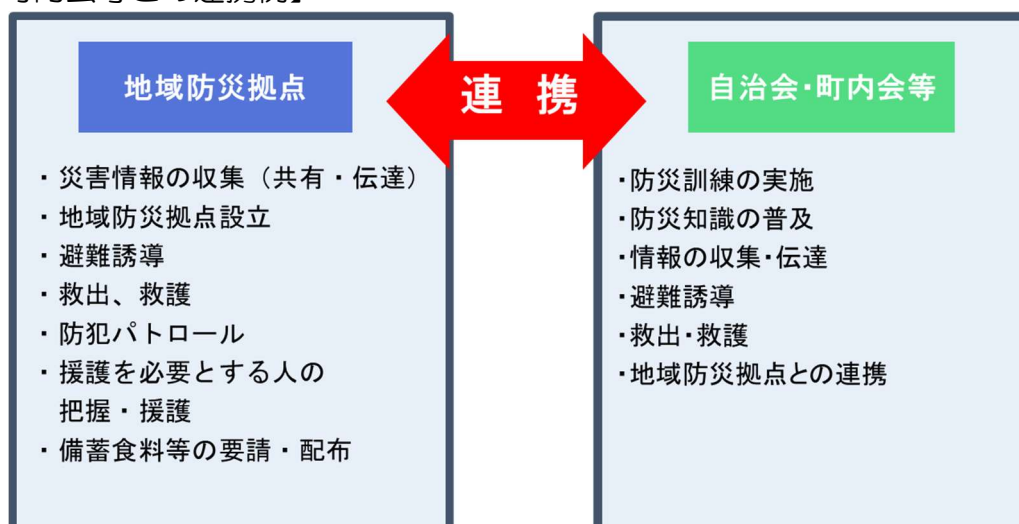 連 携
地域防災拠点
・災害情報の収集（共有・伝達）
・地域防災拠点設立
・避難誘導
・救出、救護
・防犯パトロール
・援護を必要とする人の
把握・援護
・備蓄食料等の要請・配布
自治会・町内会等
・防災訓練の実施
・防災知識の普及
・情報の収集・伝達
・避難誘導
・救出・救護
・地域防災拠点との連携